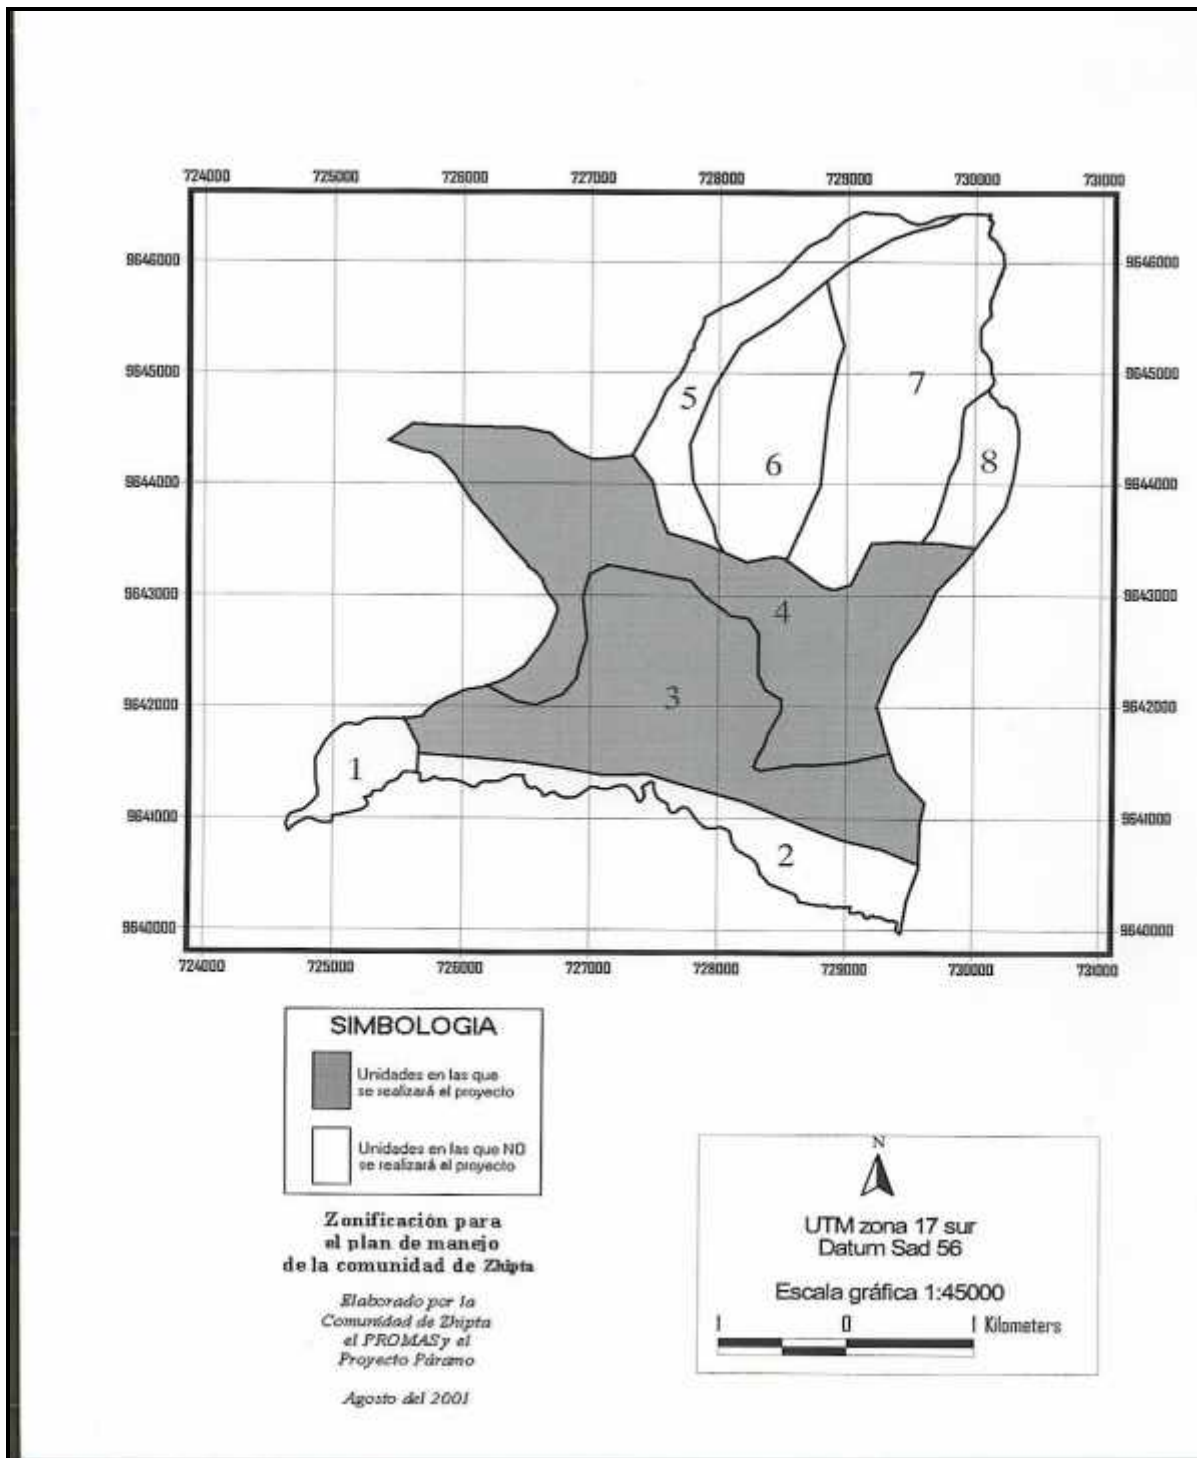 724000 725000 726000 727000 728000 729000 730000 731000
9646000 9646000
9645000 9645000
9644000 9644000
9643000 9643000
9642000 9642000
9641000 9641000
9640000 9640000
5
7
6
8
4
3
1
2
724000 725000 726000 727000 728000 729000 730000 731000
SIMBOLOGIA
Unidades en las que
se realizará el proyecto
Unidades en las que NO
se realizará el proyecto
Zonificación para
el plan de manejo
de la comunidad de Zhipta
Elaborado por la
Comunidad de Zhipta
el PROMAS y el
Proyecto Páramo
Agosto del 2001
N
UTM zona 17 sur
Datum Sad 56
Escala gráfica 1:45000
1 0 1 Kilometers